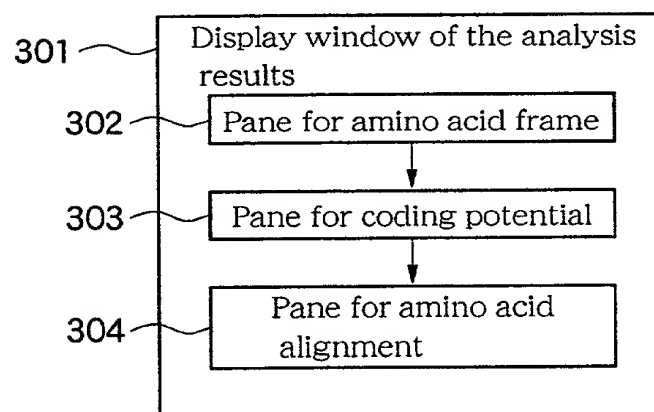 301
Display window of the analysis
results
302
Pane for amino acid frame
303
Pane for coding potential
304
Pane for amino acid
alignment